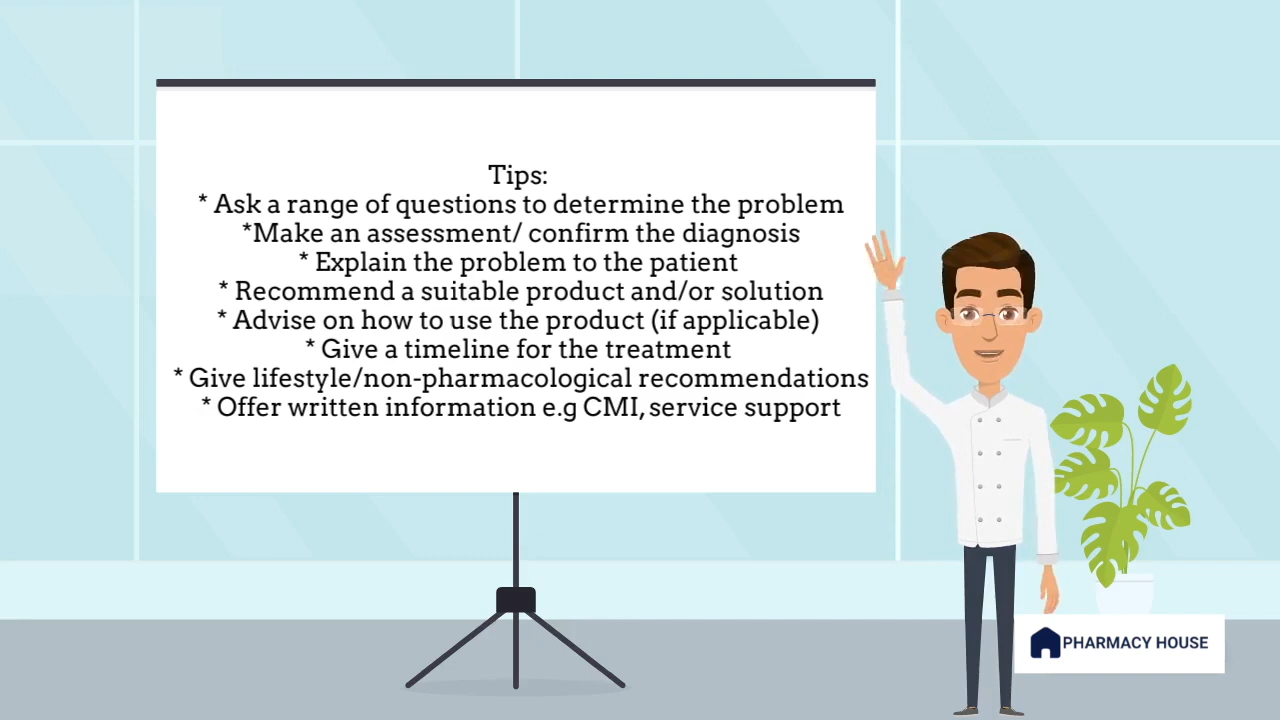 Tips:
* Ask a range of questions to determine the problem
*Make an assessment/ confirm the diagnosis
* Explain the problem to the patient
* Recommend a suitable product and/or solution
* Advise on how to use the product (if applicable)
* Give a timeline for the treatment
* Give lifestyle/non-pharmacological recommendations
* Offer written information e.g CMI, service support
PHARMACY HOUSE